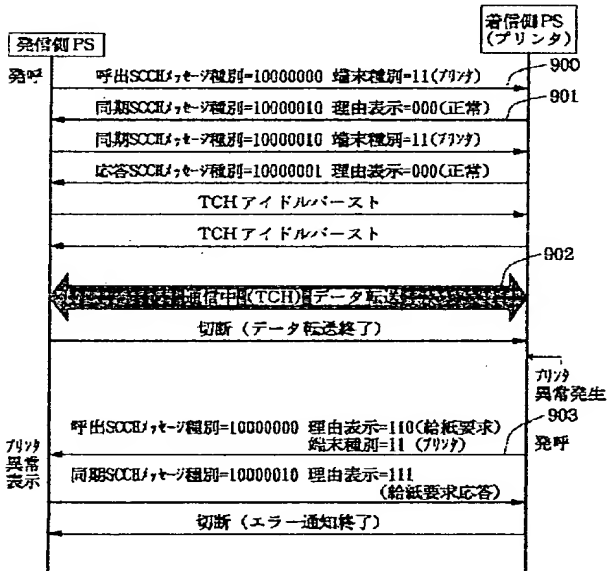 発信側PS
着信側PS
(プリンタ)
発呼
呼出SCCHメッセージ種別=10000000 端末種別=11(プリンタ)
900
同期SCCHメッセージ種別=10000010 理由表示=000(正常)
901
同期SCCHメッセージ種別=10000010 端末種別=11(プリンタ)
応答SCCHメッセージ種別=10000001 理由表示=000(正常)
TCHアイドルバースト
TCHアイドルバースト
902
通信中 (TCH) データ転送
切断 (データ転送終了)
プリンタ
異常発生
903
呼出SCCHメッセージ種別=10000000 理由表示=110(給紙要求)
端末種別=11 (プリンタ)
発呼
プリンタ
異常
表示
同期SCCHメッセージ種別=10000010 理由表示=111
(給紙要求応答)
切断 (エラー通知終了)